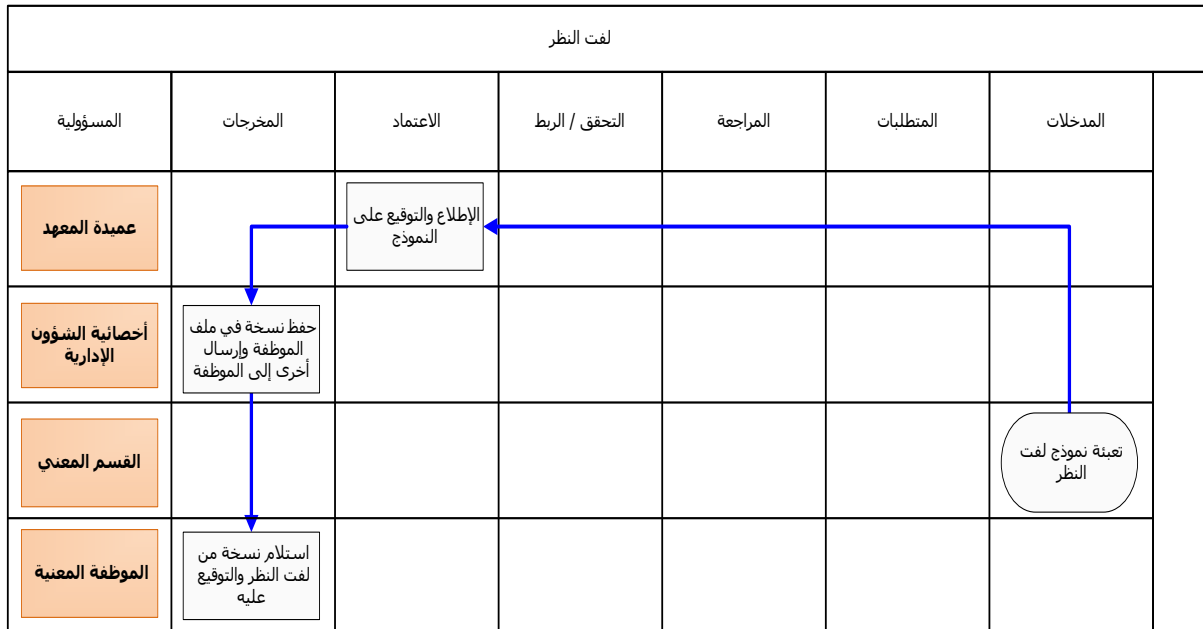 لفت النظر
المدخلات
المتطلبات
المراجعة
التحقق / الربط
الاعتماد
المخرجات
المسؤولية
الإطلاع والتوقيع على
النموذج
عميدة المعهد
حفظ نسخة في ملف
الموظفة وإرسال
أخرى إلى الموظفة
أخصائية الشؤون
الإدارية
تعبئة نموذج لفت
النظر
القسم المعني
استلام نسخة من
لفت النظر والتوقيع
عليه
الموظفة المعنية